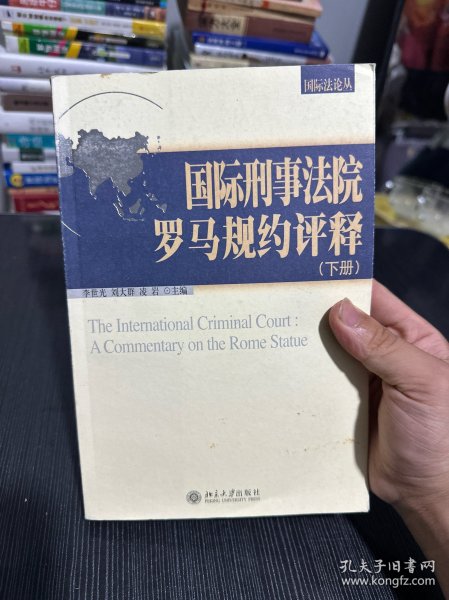 国际法论丛
国际刑事法院
罗马规约评释
(下册)
李世光 刘大群 凌岩 ⊙主编
The International Criminal Court :
A Commentary on the Rome Statue
北京大学出版社
PEKING UNIVERSITY PRESS
孔夫子旧书网
www.kongfz.com